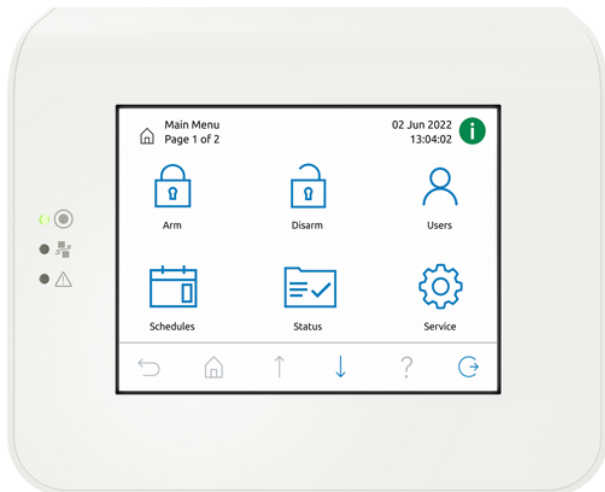 Main Menu
Page 1 of 2
02 Jun 2022
13:04:02
i
Arm
Disarm
Users
Schedules
Status
Service
?